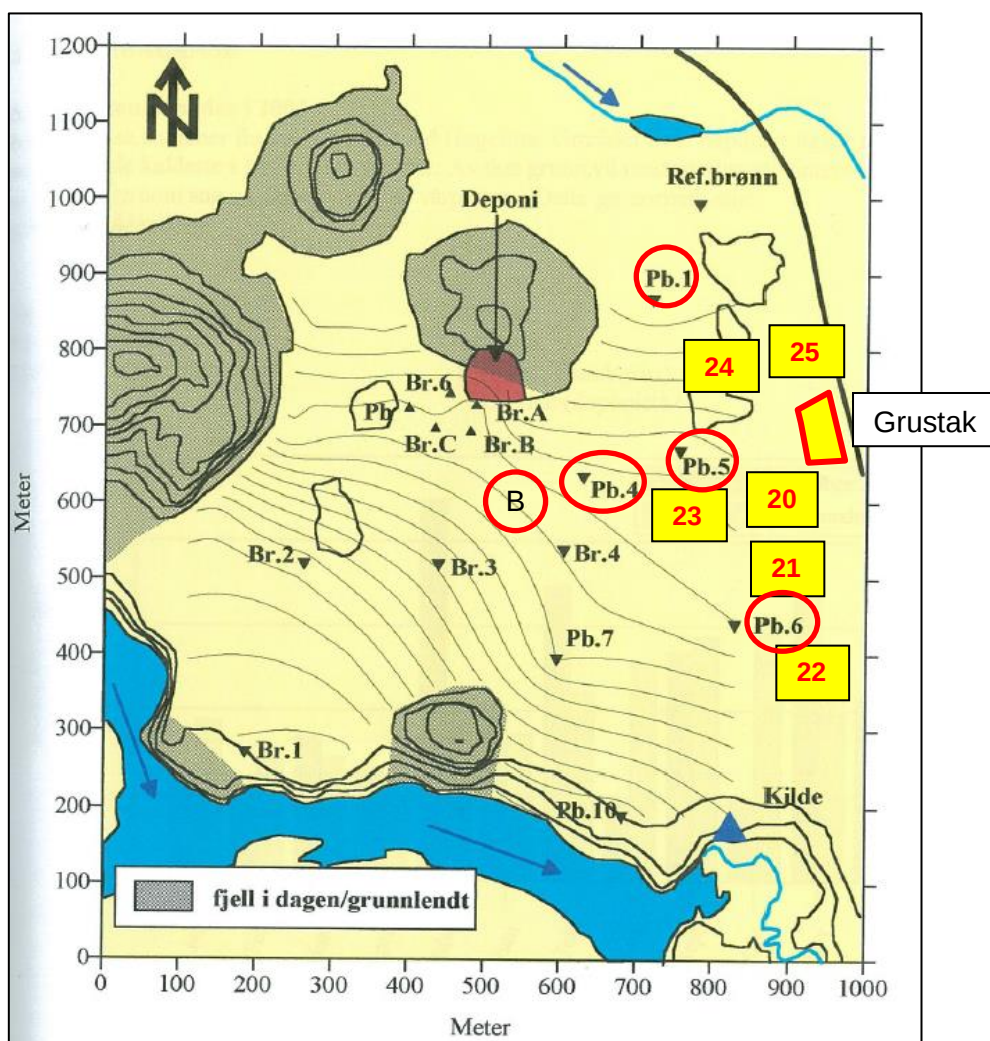 1200
1100
1000
900
800
700
600
500
400
300
200
100
0
Meter
N
Deponi
Ref.brønn
Pb.1
24
25
Grustak
Br.6
Pb
Br.A
Br.C
Br.B
Pb.5
B
Pb.4
23
20
Br.2
Br.3
Br.4
21
Pb.6
Pb.7
22
Br.1
Pb.10
Kilde
fjell i dagen/grunnlendt
0
100
200
300
400
500
600
700
800
900
1000
Meter